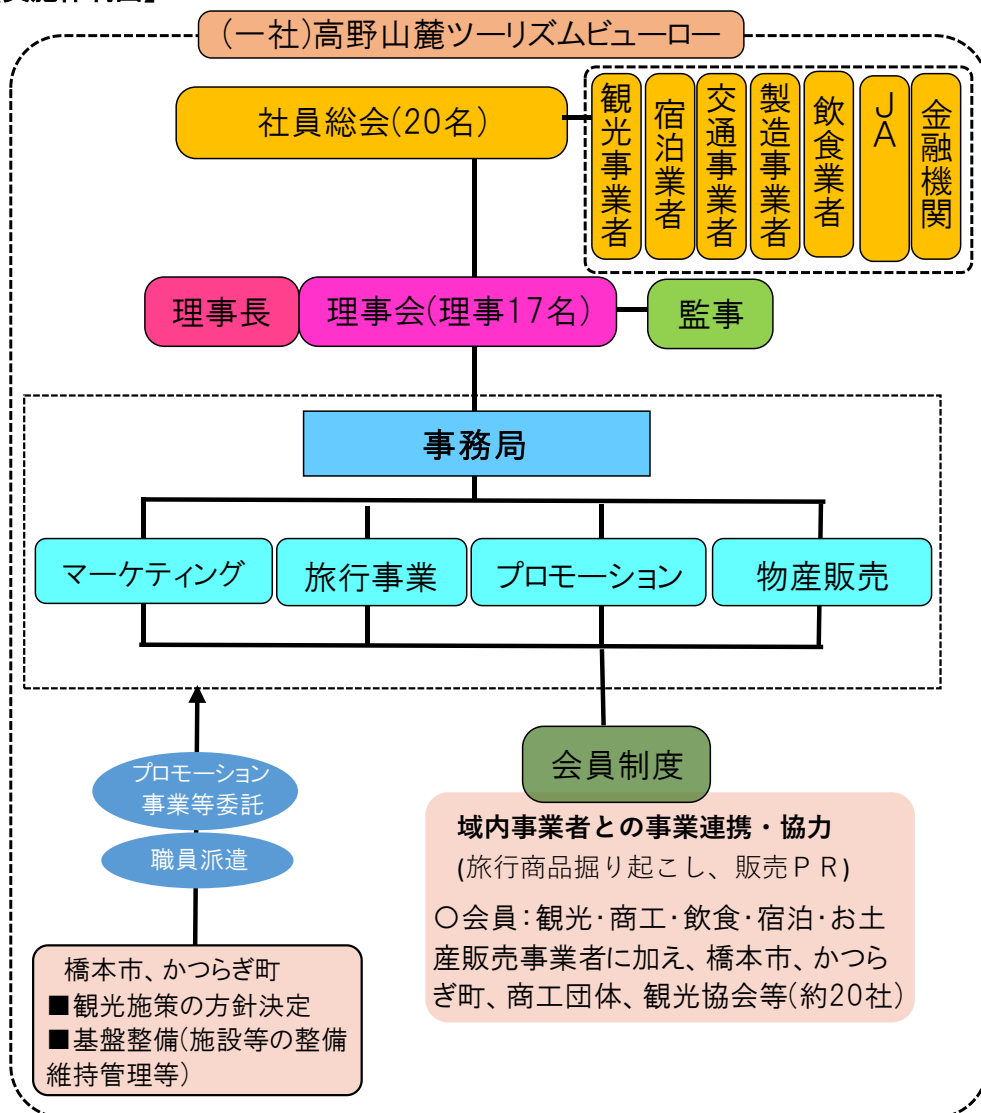 (一社)高野山麓ツーリズムビューロー
社員総会(20名)
観光事業者
宿泊業者
交通事業者
製造事業者
飲食業者
JA
金融機関
理事長
理事会(理事17名)
監事
事務局
マーケティング
旅行事業
プロモーション
物産販売
プロモーション
事業等委託
職員派遣
会員制度
域内事業者との事業連携・協力
(旅行商品掘り起こし、販売PR)
〇会員:観光・商工・飲食・宿泊・お土
産販売事業者に加え、橋本市、かつら
ぎ町、商工団体、観光協会等(約20社)
橋本市、かつらぎ町
■観光施策の方針決定
■基盤整備(施設等の整備
維持管理等)